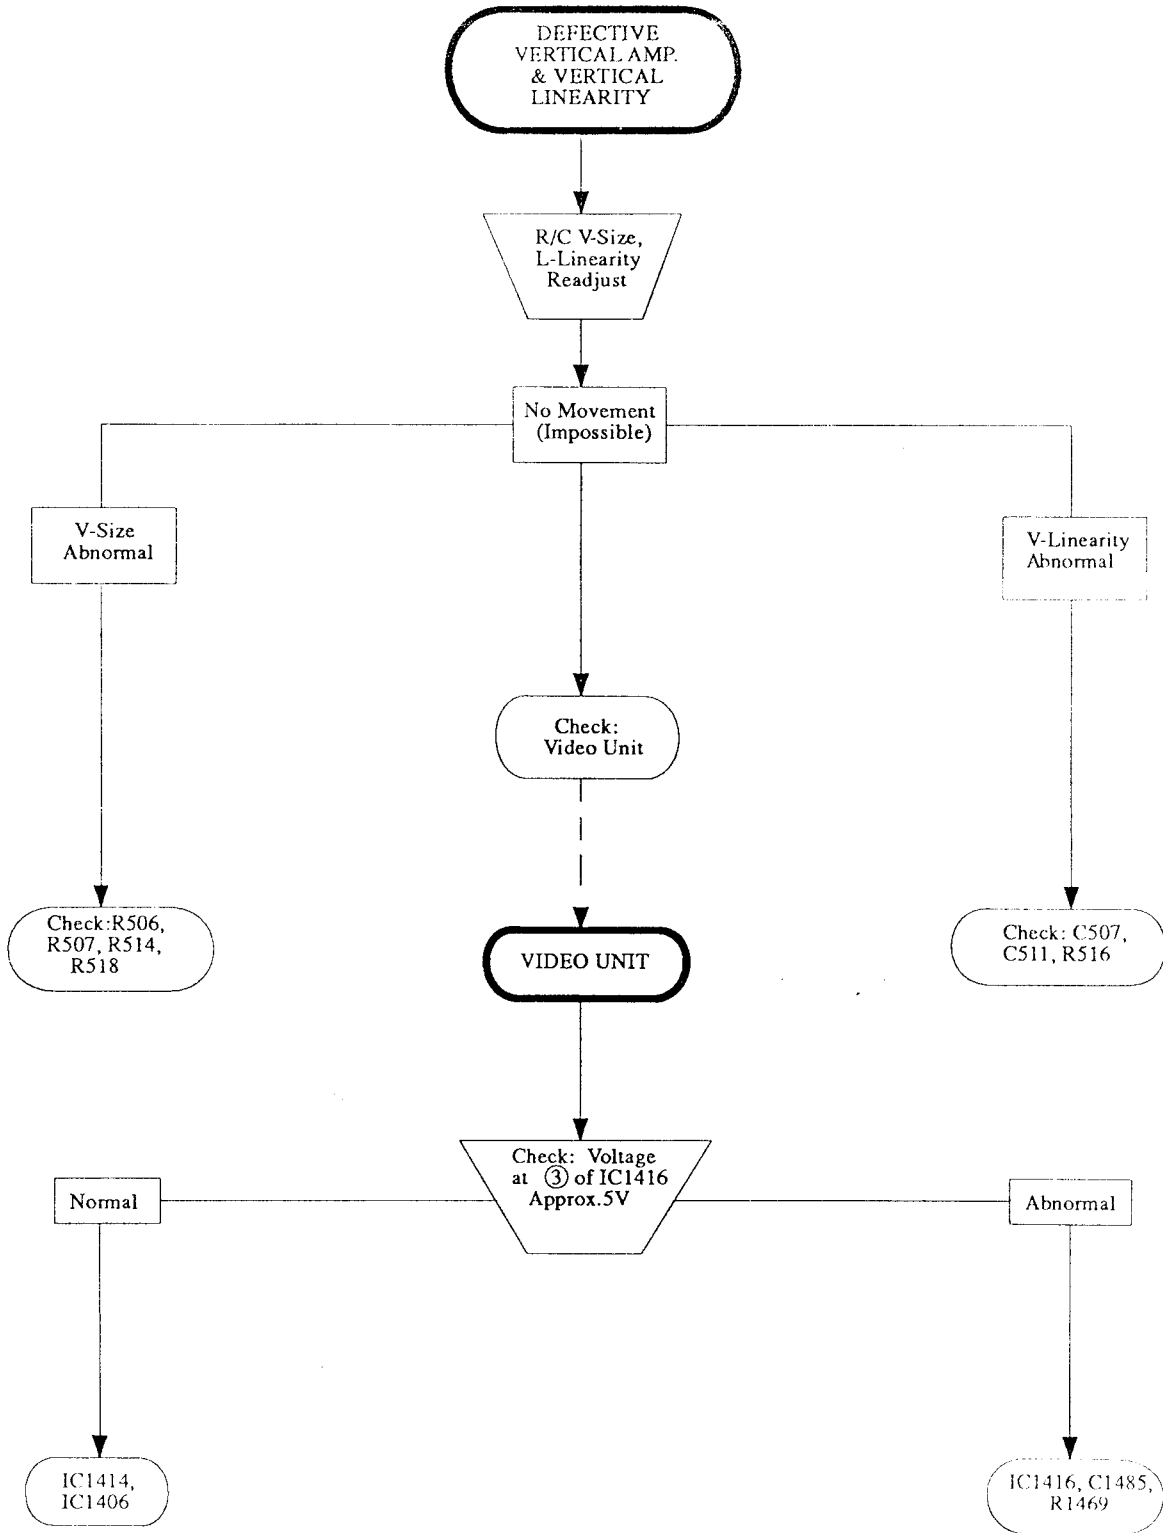 DEFECTIVE
VERTICAL AMP.
& VERTICAL
LINEARITY
R/C V-Size,
L-Linearity
Readjust
No Movement
(Impossible)
V-Size
Abnormal
V-Linearity
Abnormal
Check:
Video Unit
Check:R506,
R507, R514,
R518
VIDEO UNIT
Check: C507,
C511, R516
Check: Voltage
at ③ of IC1416
Approx.5V
Normal
Abnormal
IC1414,
IC1406
IC1416, C1485,
R1469